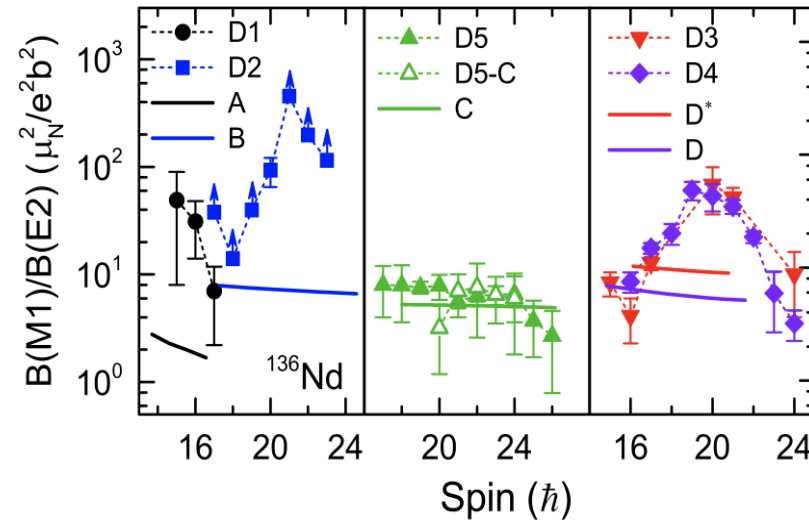 B(M1)/B(E2) (μ²_N/e²b²)
10³
10²
10¹
10⁰
D1
D2
A
B
¹³⁶Nd
D5
D5-C
C
D3
D4
D*
D
16 20 24 20 24 16 20 24
Spin (ħ)